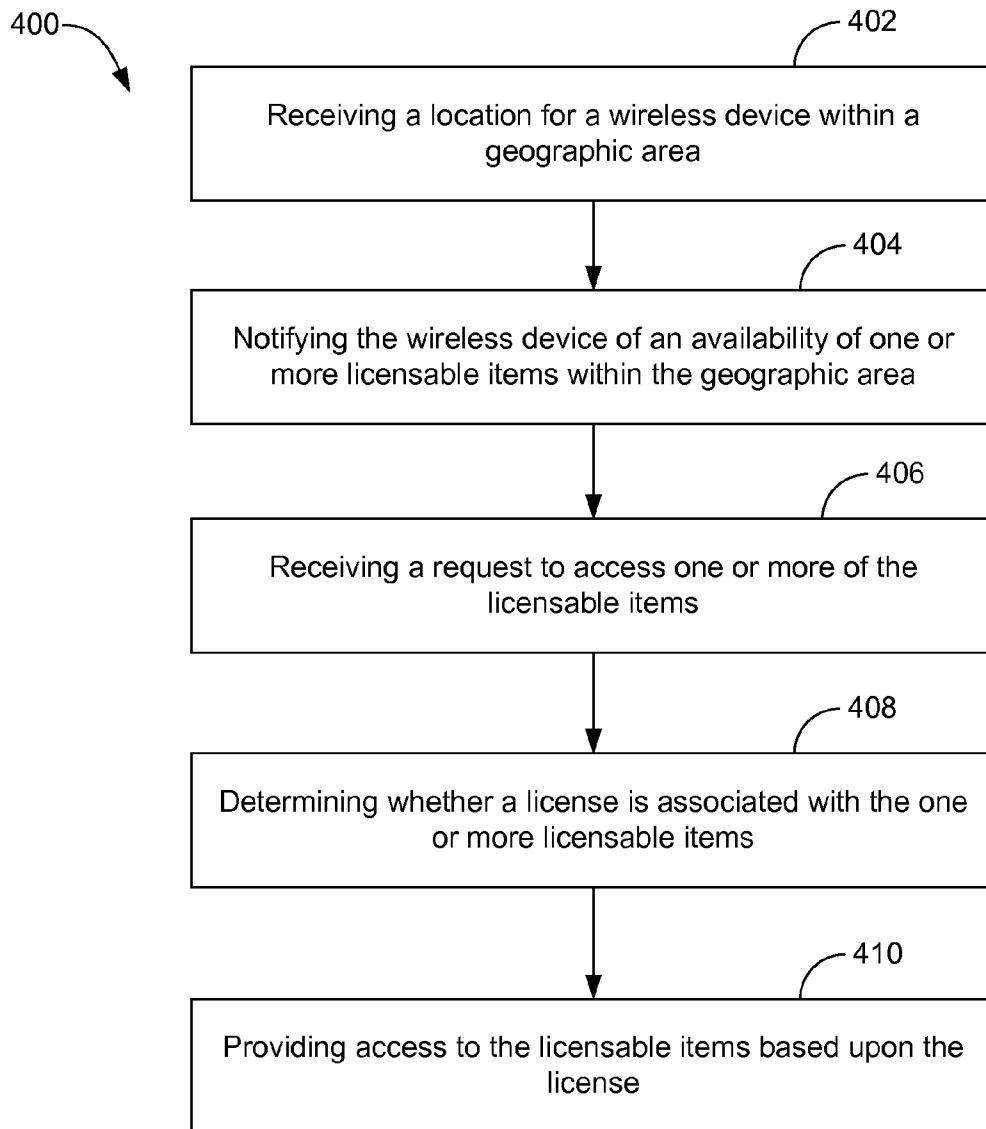 400
402
Receiving a location for a wireless device within a
geographic area
404
Notifying the wireless device of an availability of one or
more licensable items within the geographic area
406
Receiving a request to access one or more of the
licensable items
408
Determining whether a license is associated with the one
or more licensable items
410
Providing access to the licensable items based upon the
license